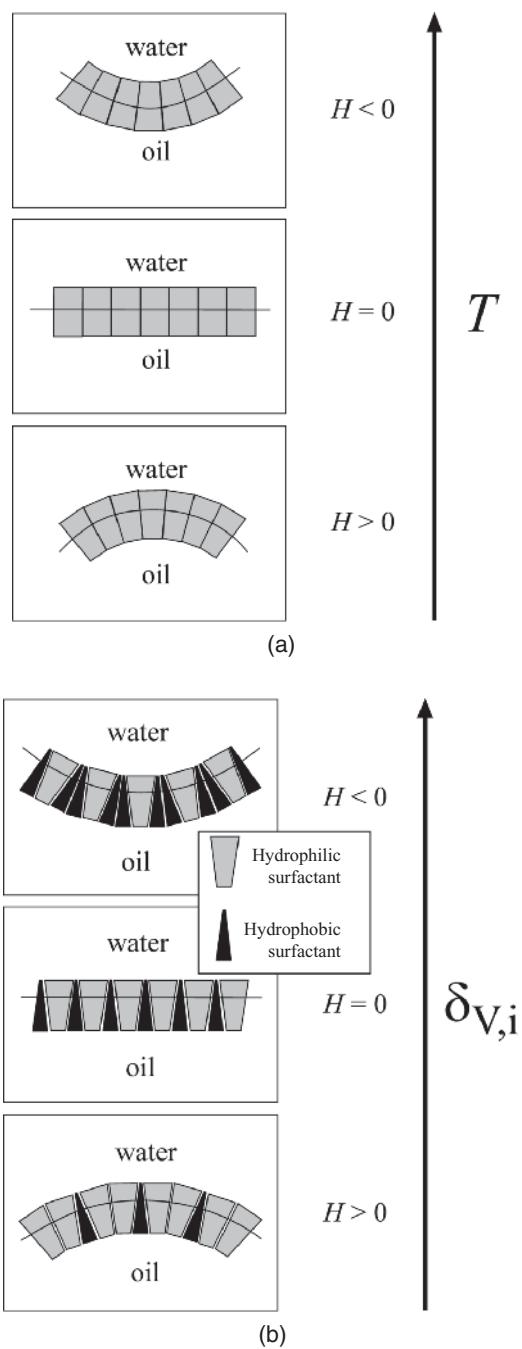 water
oil
H < 0
water
oil
H = 0
T
water
oil
H > 0
(a)
water
oil
H < 0
Hydrophilic
surfactant
Hydrophobic
surfactant
water
oil
H = 0
δV,i
water
oil
H > 0
(b)